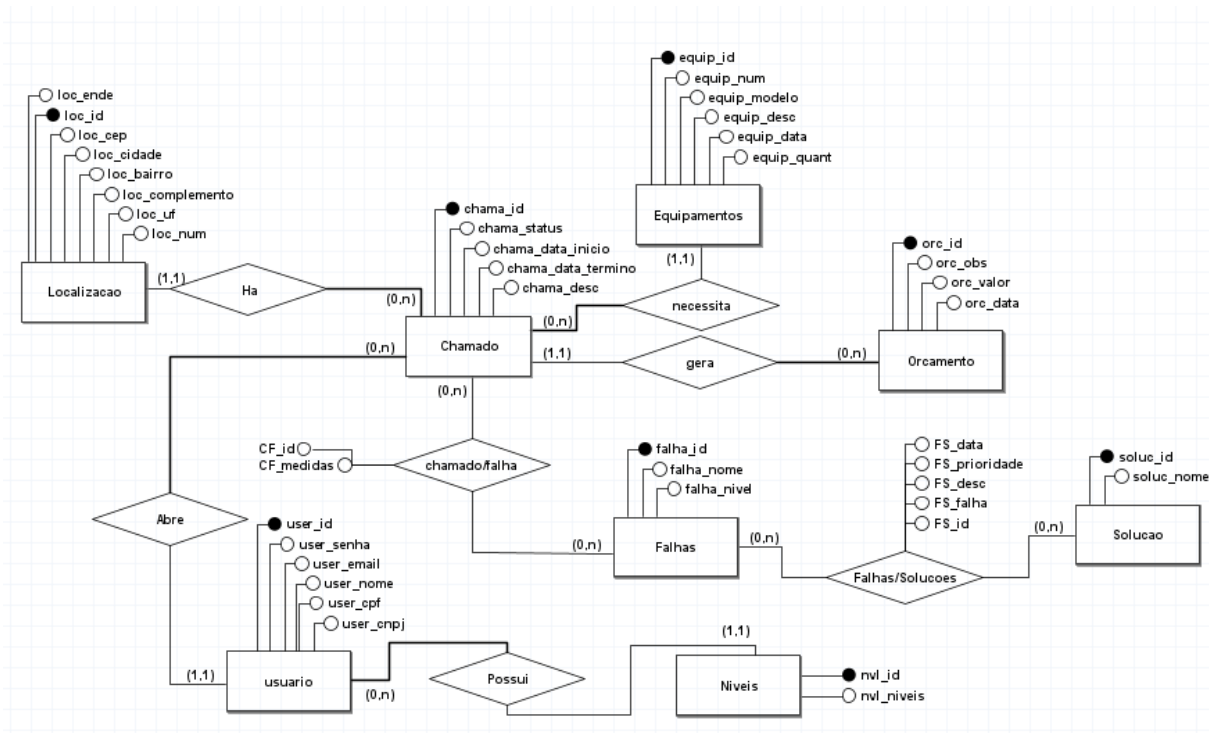 equip_id
equip_num
equip_modelo
equip_desc
equip_data
equip_quant
Equipamentos
(1,1)
loc_ende
loc_id
loc_cep
loc_cidade
loc_bairro
loc_complemento
loc_uf
loc_num
Localizacao
(1,1)
Ha
(0,n)
chama_id
chama_status
chama_data_inicio
chama_data_termino
chama_desc
Chamado
(0,n)
necessita
(0,n)
(1,1)
gera
(0,n)
orc_id
orc_obs
orc_valor
orc_data
Orcamento
(0,n)
CF_id
CF_medidas
chamado/falha
(0,n)
falha_id
falha_nome
falha_nivel
Falhas
(0,n)
FS_data
FS_prioridade
FS_desc
FS_falha
FS_id
Falhas/Solucoes
(0,n)
soluc_id
soluc_nome
Solucao
Abre
(1,1)
user_id
user_senha
user_email
user_nome
user_cpf
user_cnpj
usuario
(0,n)
Possui
(1,1)
Niveis
nvl_id
nvl_niveis